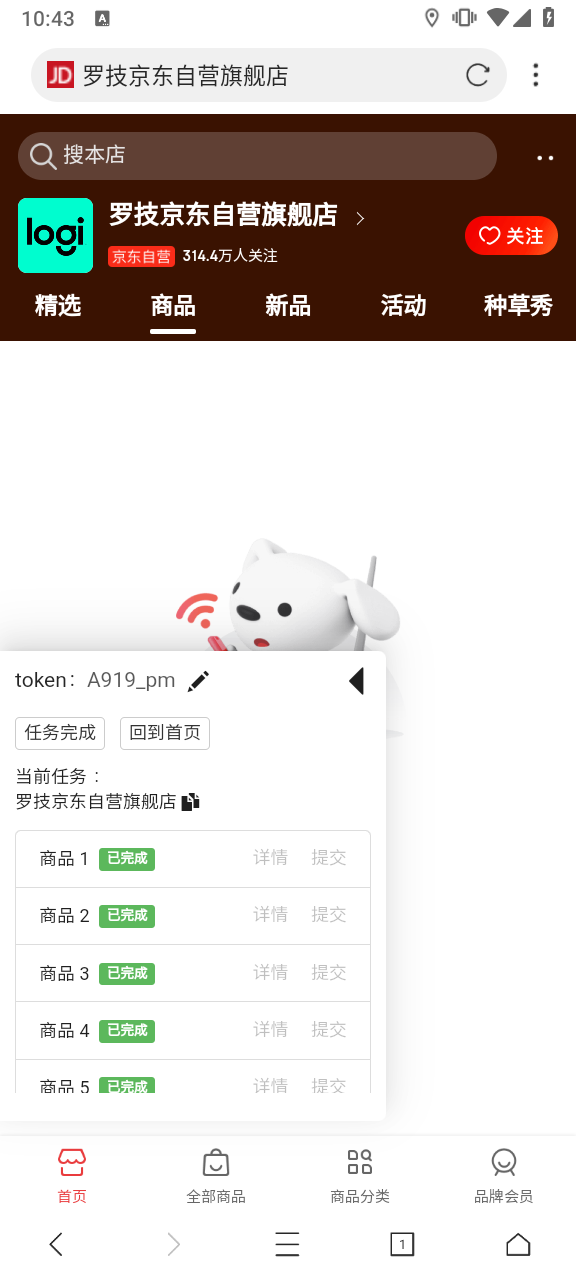 10:43
A
JD 罗技京东自营旗舰店
搜本店
logi
罗技京东自营旗舰店
京东自营 314.4万人关注
关注
精选 商品 新品 活动 种草秀
token: A919_pm
任务完成 回到首页
当前任务：
罗技京东自营旗舰店
商品 1 已完成 详情 提交
商品 2 已完成 详情 提交
商品 3 已完成 详情 提交
商品 4 已完成 详情 提交
商品 5 已完成 详情 提交
首页 全部商品 商品分类 品牌会员
1